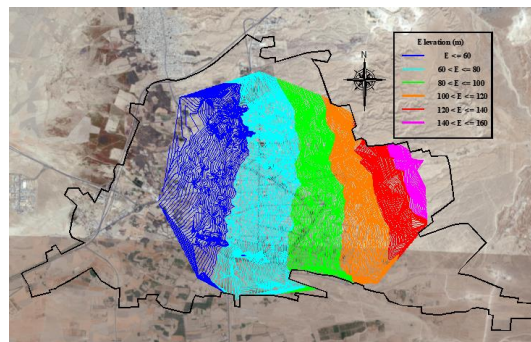 N
Elevation (m)
E <= 60
60 < E <= 80
80 < E <= 100
100 < E <= 120
120 < E <= 140
140 < E <= 160